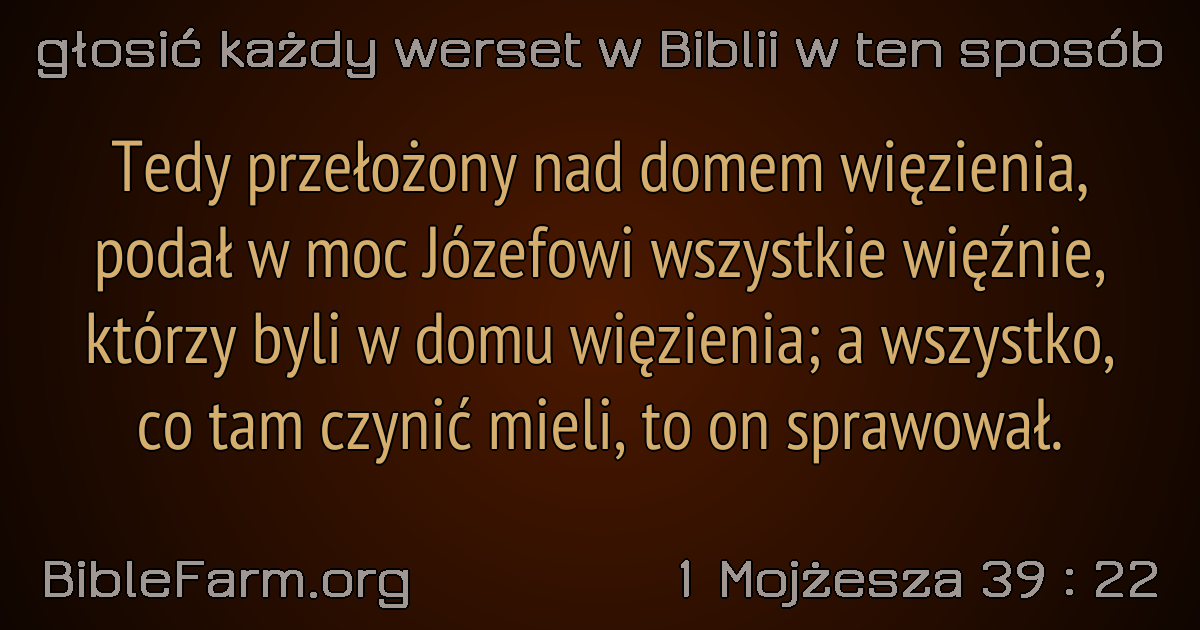 głosić każdy werset w Biblii w ten sposób
Tedy przełożony nad domem więzienia,
podał w moc Józefowi wszystkie więźnie,
którzy byli w domu więzienia; a wszystko,
co tam czynić mieli, to on sprawował.
BibleFarm.org
1 Mojżesza 39 : 22